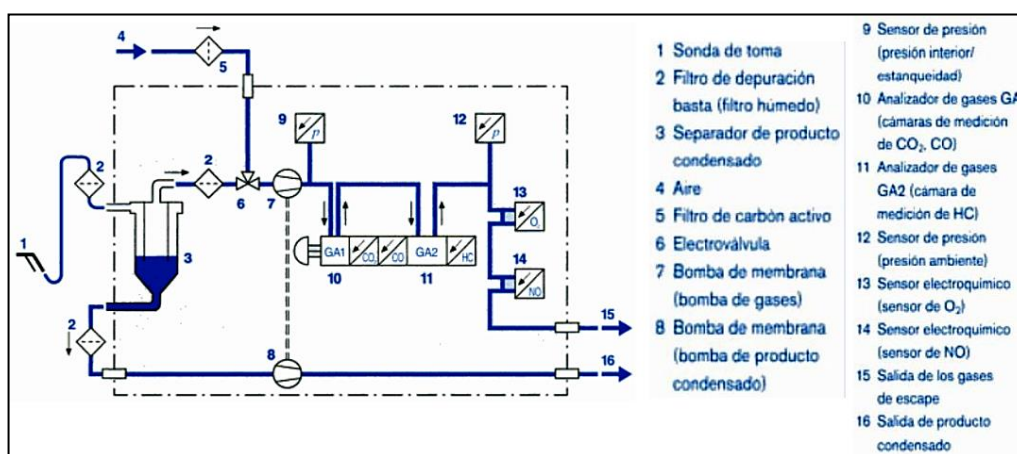 4
5
9
p
12
p
2
2
6
7
13
O₂
1
3
GA1
CO₂
CO
GA2
HC
10
11
14
NO
2
8
15
16
1 Sonda de toma
2 Filtro de depuración
basta (filtro húmedo)
3 Separador de producto
condensado
4 Aire
5 Filtro de carbón activo
6 Electroválvula
7 Bomba de membrana
(bomba de gases)
8 Bomba de membrana
(bomba de producto
condensado)
9 Sensor de presión
(presión interior/
estanqueidad)
10 Analizador de gases GA
(cámaras de medición
de CO₂, CO)
11 Analizador de gases
GA2 (cámara de
medición de HC)
12 Sensor de presión
(presión ambiente)
13 Sensor electroquímico
(sensor de O₂)
14 Sensor electroquímico
(sensor de NO)
15 Salida de los gases
de escape
16 Salida de producto
condensado